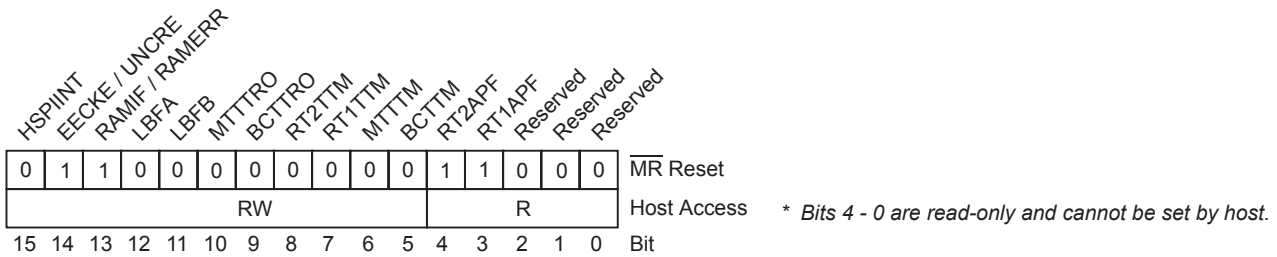 HSPIINT EECKE / UNCRE RAMIF / RAMERR LBFA LBFB MTTTRO BCTTRO RT2TTM RT1TTM MTTTM BCTTM RT2APF RT1APF Reserved Reserved Reserved
0 1 1 0 0 0 0 0 0 0 0 1 1 0 0 0 MR Reset
RW R Host Access * Bits 4 - 0 are read-only and cannot be set by host.
15 14 13 12 11 10 9 8 7 6 5 4 3 2 1 0 Bit